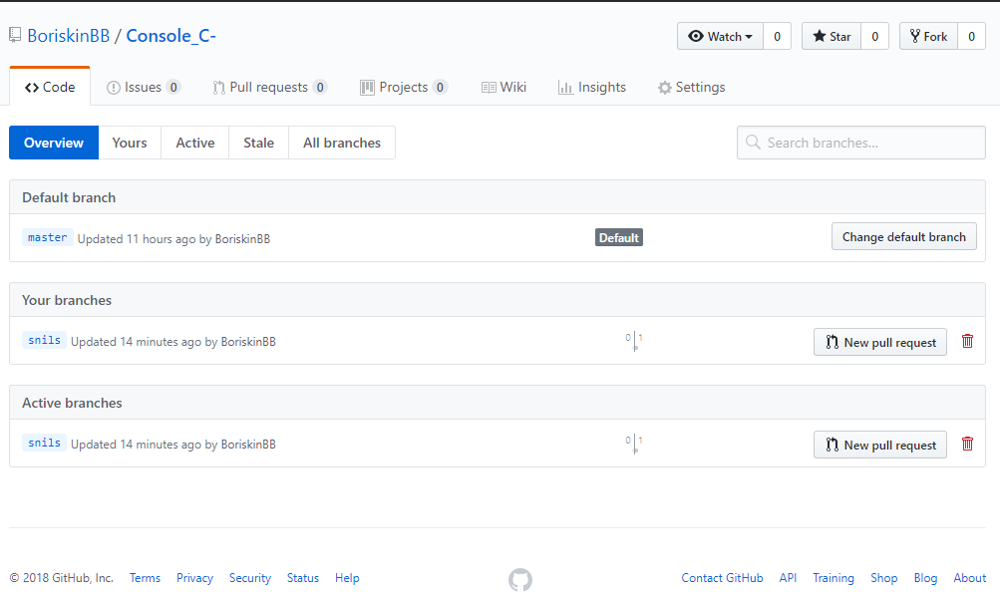 BoriskinBB / Console_C-
Watch 0 Star 0 Fork 0
Code Issues 0 Pull requests 0 Projects 0 Wiki Insights Settings
Overview Yours Active Stale All branches Search branches...
Default branch
master Updated 11 hours ago by BoriskinBB Default Change default branch
Your branches
snils Updated 14 minutes ago by BoriskinBB 0 1 New pull request
Active branches
snils Updated 14 minutes ago by BoriskinBB 0 1 New pull request
© 2018 GitHub, Inc. Terms Privacy Security Status Help Contact GitHub API Training Shop Blog About